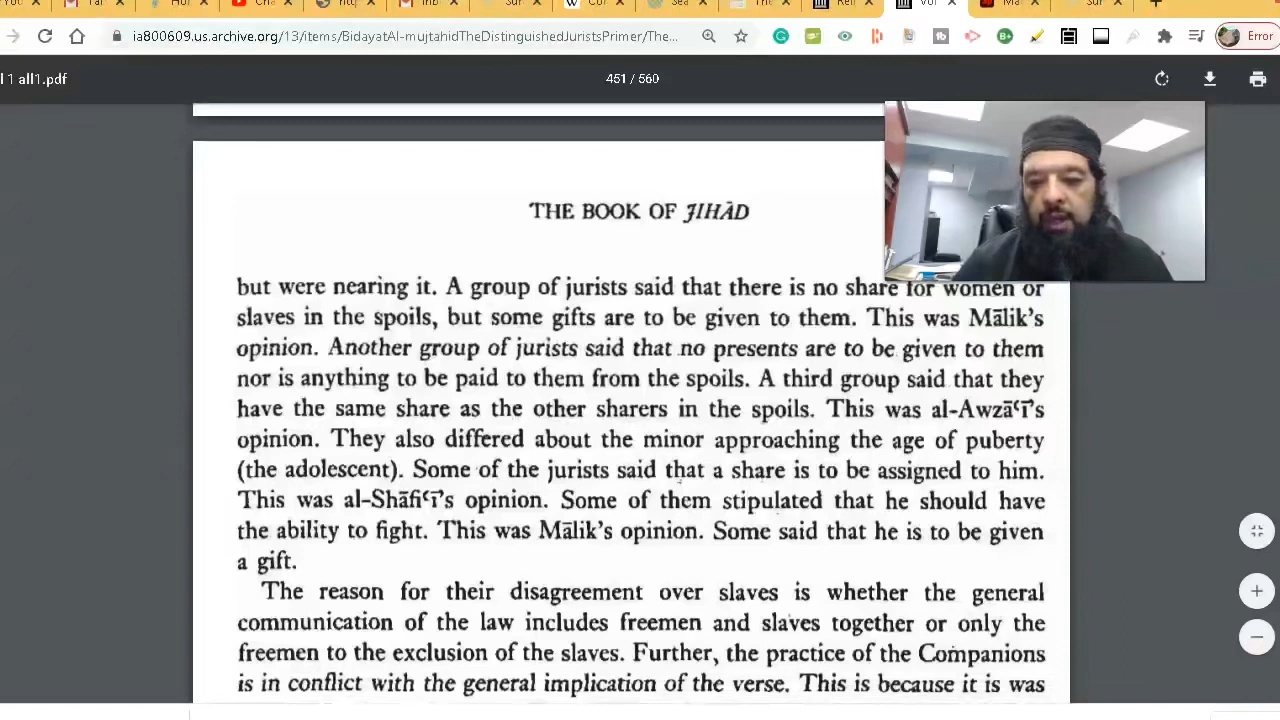 Error
ia800609.us.archive.org/13/items/BidayatAl-mujtahidTheDistinguishedJuristsPrimer/The...
l 1 all1.pdf
451 / 560
THE BOOK OF JIHĀD
but were nearing it. A group of jurists said that there is no share for women or
slaves in the spoils, but some gifts are to be given to them. This was Mālik's
opinion. Another group of jurists said that no presents are to be given to them
nor is anything to be paid to them from the spoils. A third group said that they
have the same share as the other sharers in the spoils. This was al-Awzāʿī's
opinion. They also differed about the minor approaching the age of puberty
(the adolescent). Some of the jurists said that a share is to be assigned to him.
This was al-Shāfiʿī's opinion. Some of them stipulated that he should have
the ability to fight. This was Mālik's opinion. Some said that he is to be given
a gift.
The reason for their disagreement over slaves is whether the general
communication of the law includes freemen and slaves together or only the
freemen to the exclusion of the slaves. Further, the practice of the Companions
is in conflict with the general implication of the verse. This is because it is was